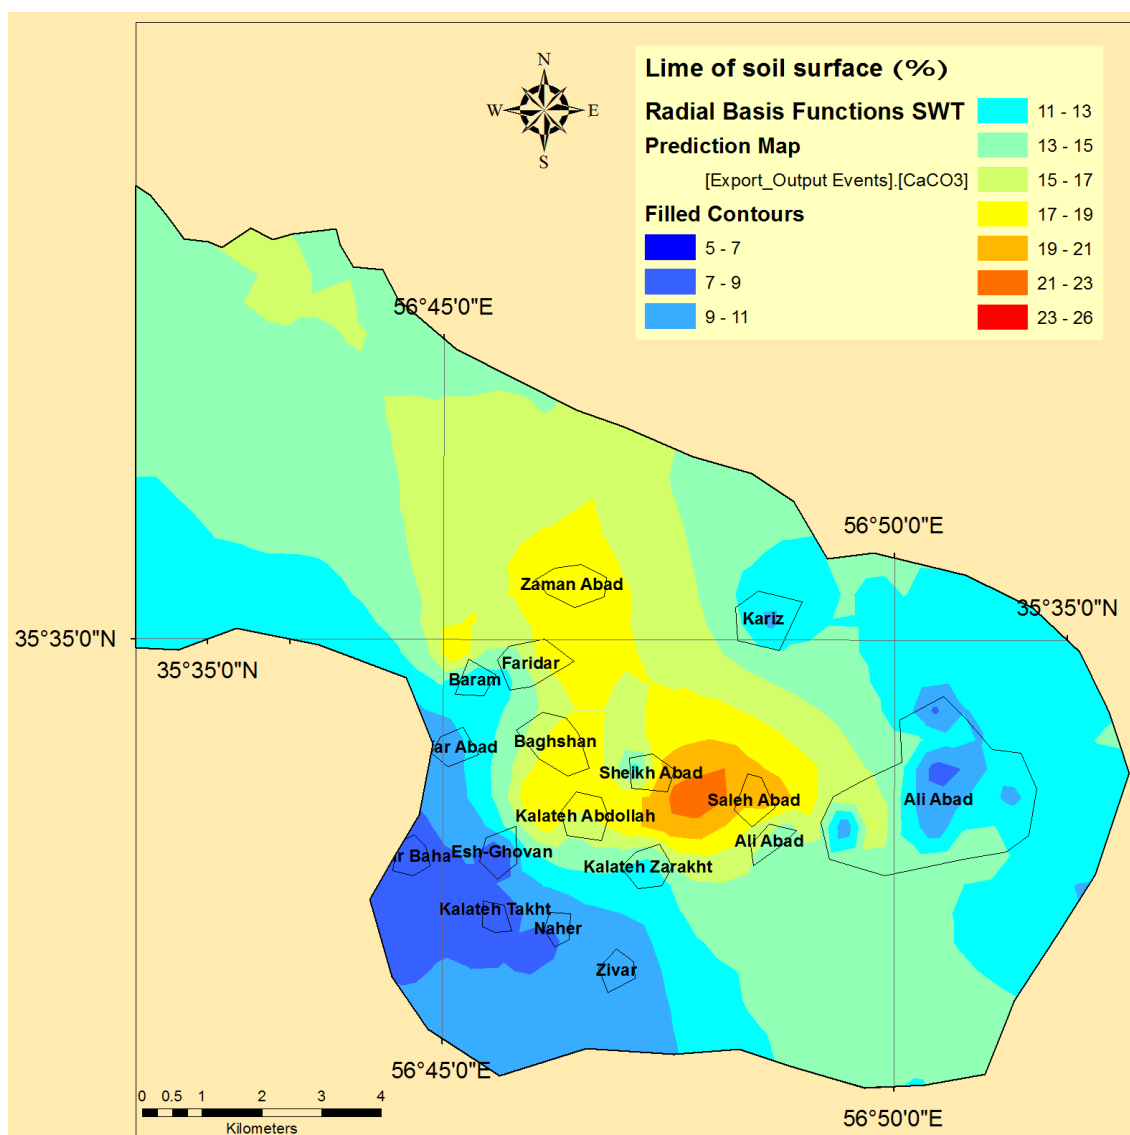 N
W E
S
Lime of soil surface (%)
Radial Basis Functions SWT
Prediction Map
[Export_Output Events].[CaCO3]
Filled Contours
5 - 7
7 - 9
9 - 11
11 - 13
13 - 15
15 - 17
17 - 19
19 - 21
21 - 23
23 - 26
56°45'0"E
56°50'0"E
35°35'0"N
35°35'0"N
35°35'0"N
Zaman Abad
Kariz
Faridar
Baram
ar Abad
Baghshan
Sheikh Abad
Saleh Abad
Ali Abad
Kalateh Abdollah
Ali Abad
Esh-Ghovan
ir Baha
Kalateh Zarakht
Kalateh Takht
Naher
Zivar
56°45'0"E
56°50'0"E
0 0.5 1 2 3 4
Kilometers